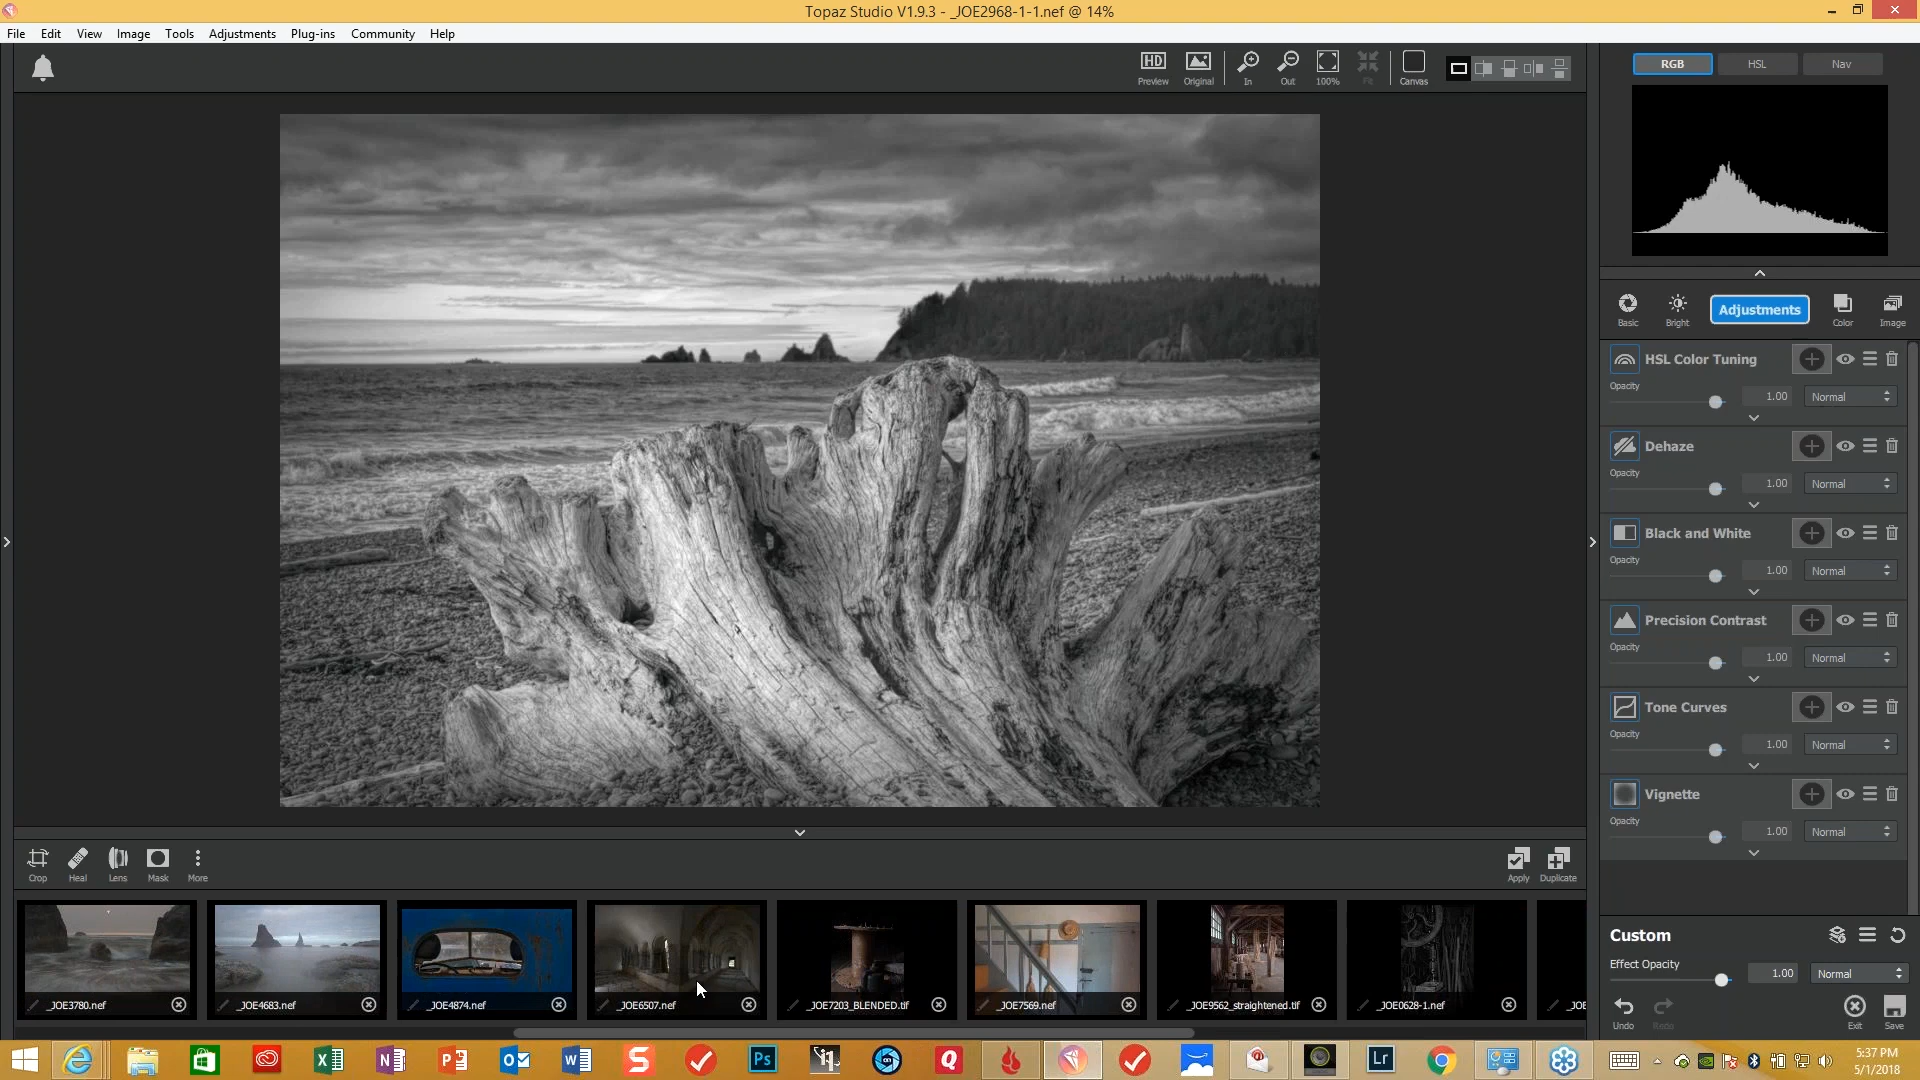 Topaz Studio V1.9.3 - _JOE2968-1-1.nef @ 14%
File Edit View Image Tools Adjustments Plug-ins Community Help
HD
Preview Original In Out 100% Fit Canvas
RGB HSL Nav
Basic Bright Adjustments Color Image
HSL Color Tuning
Opacity 1.00 Normal
Dehaze
Opacity 1.00 Normal
Black and White
Opacity 1.00 Normal
Precision Contrast
Opacity 1.00 Normal
Tone Curves
Opacity 1.00 Normal
Vignette
Opacity 1.00 Normal
Crop Heal Lens Mask More Apply Duplicate
_JOE3780.nef _JOE4683.nef _JOE4874.nef _JOE6507.nef _JOE7203_BLENDED.tif _JOE7569.nef _JOE9562_straightened.tif _JOE0628-1.nef _JOE
Custom
Effect Opacity 1.00 Normal
Undo Redo Exit Save
Ps Lr
5:37 PM
5/1/2018